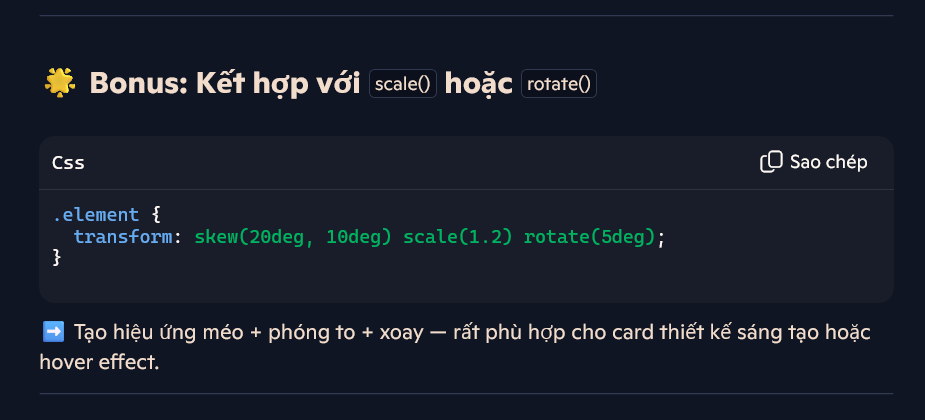 🌟 Bonus: Kết hợp với scale() hoặc rotate()
Css
Sao chép
.element {
  transform: skew(20deg, 10deg) scale(1.2) rotate(5deg);
}
➡️ Tạo hiệu ứng méo + phóng to + xoay — rất phù hợp cho card thiết kế sáng tạo hoặc
hover effect.